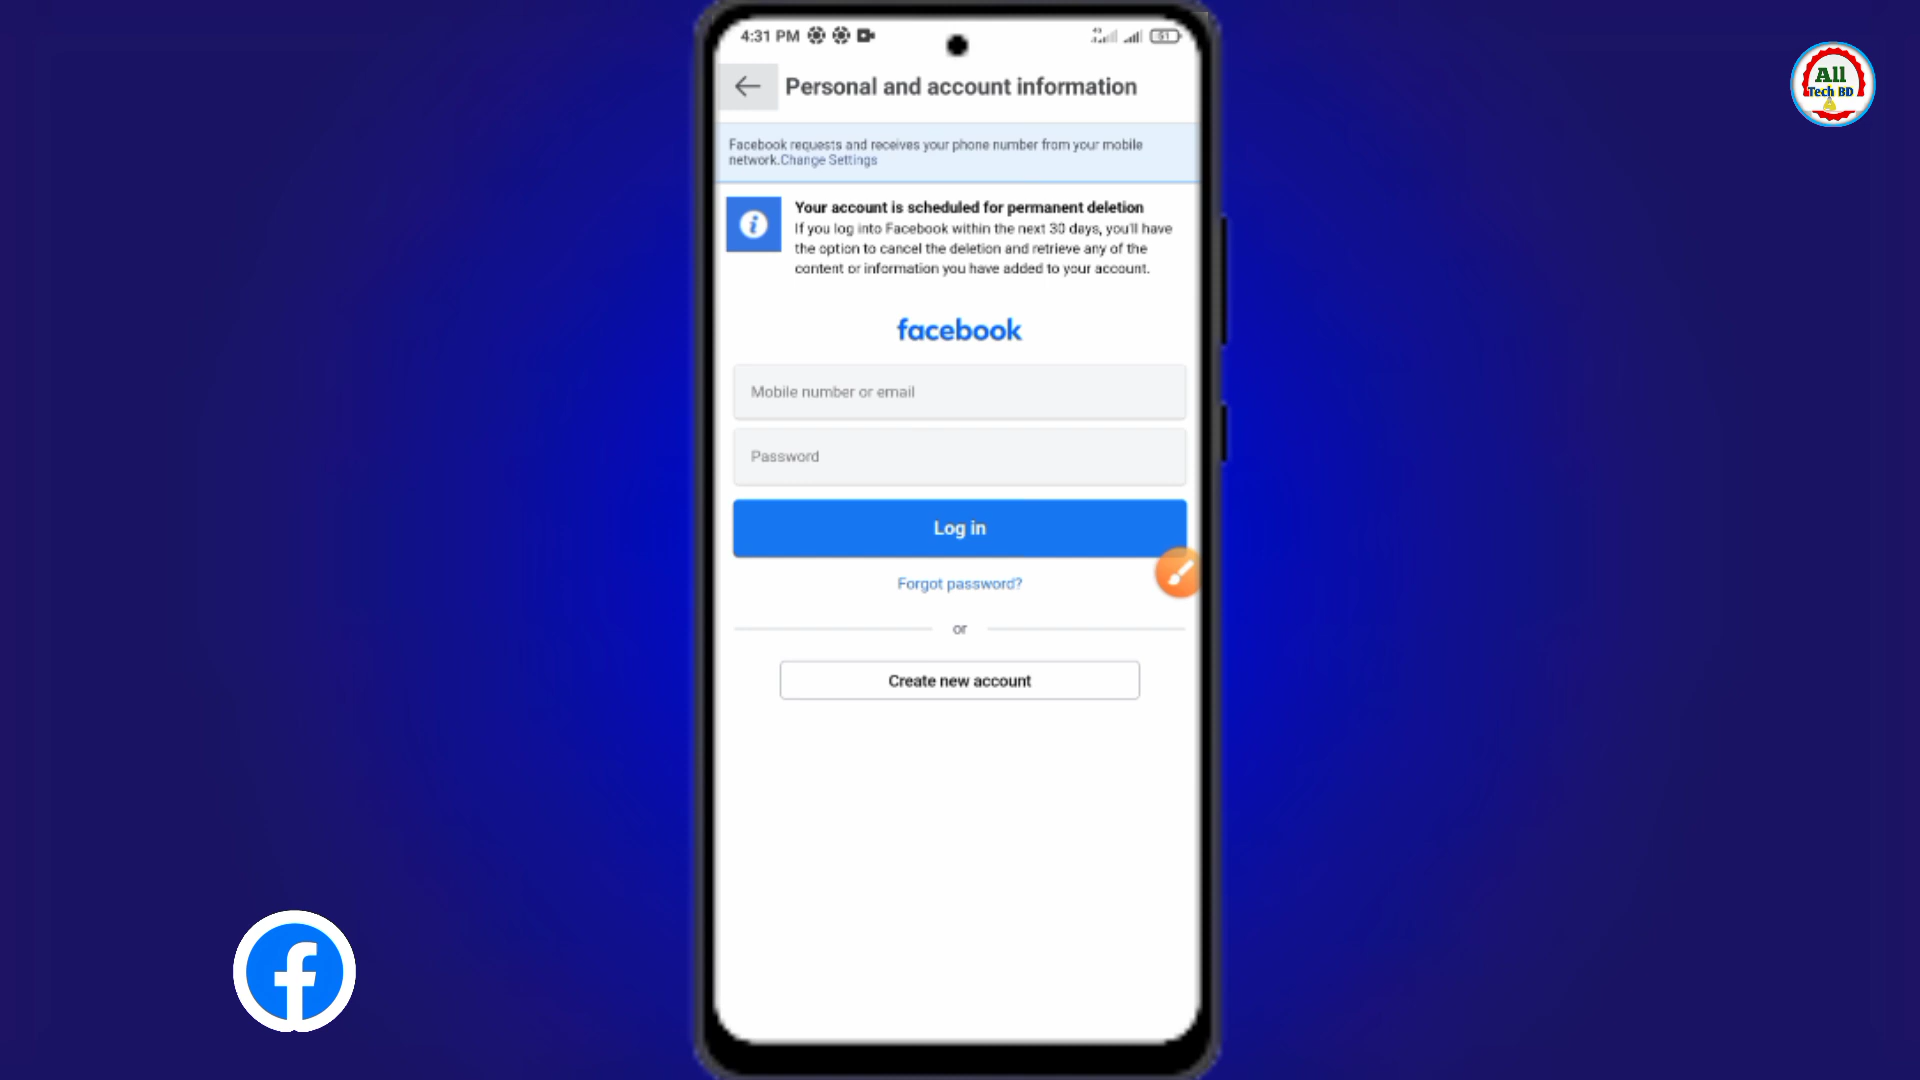 4:31 PM
51
All
Tech BD
Personal and account information
Facebook requests and receives your phone number from your mobile
network.Change Settings
Your account is scheduled for permanent deletion
If you log into Facebook within the next 30 days, you'll have
the option to cancel the deletion and retrieve any of the
content or information you have added to your account.
facebook
Mobile number or email
Password
Log in
Forgot password?
or
Create new account